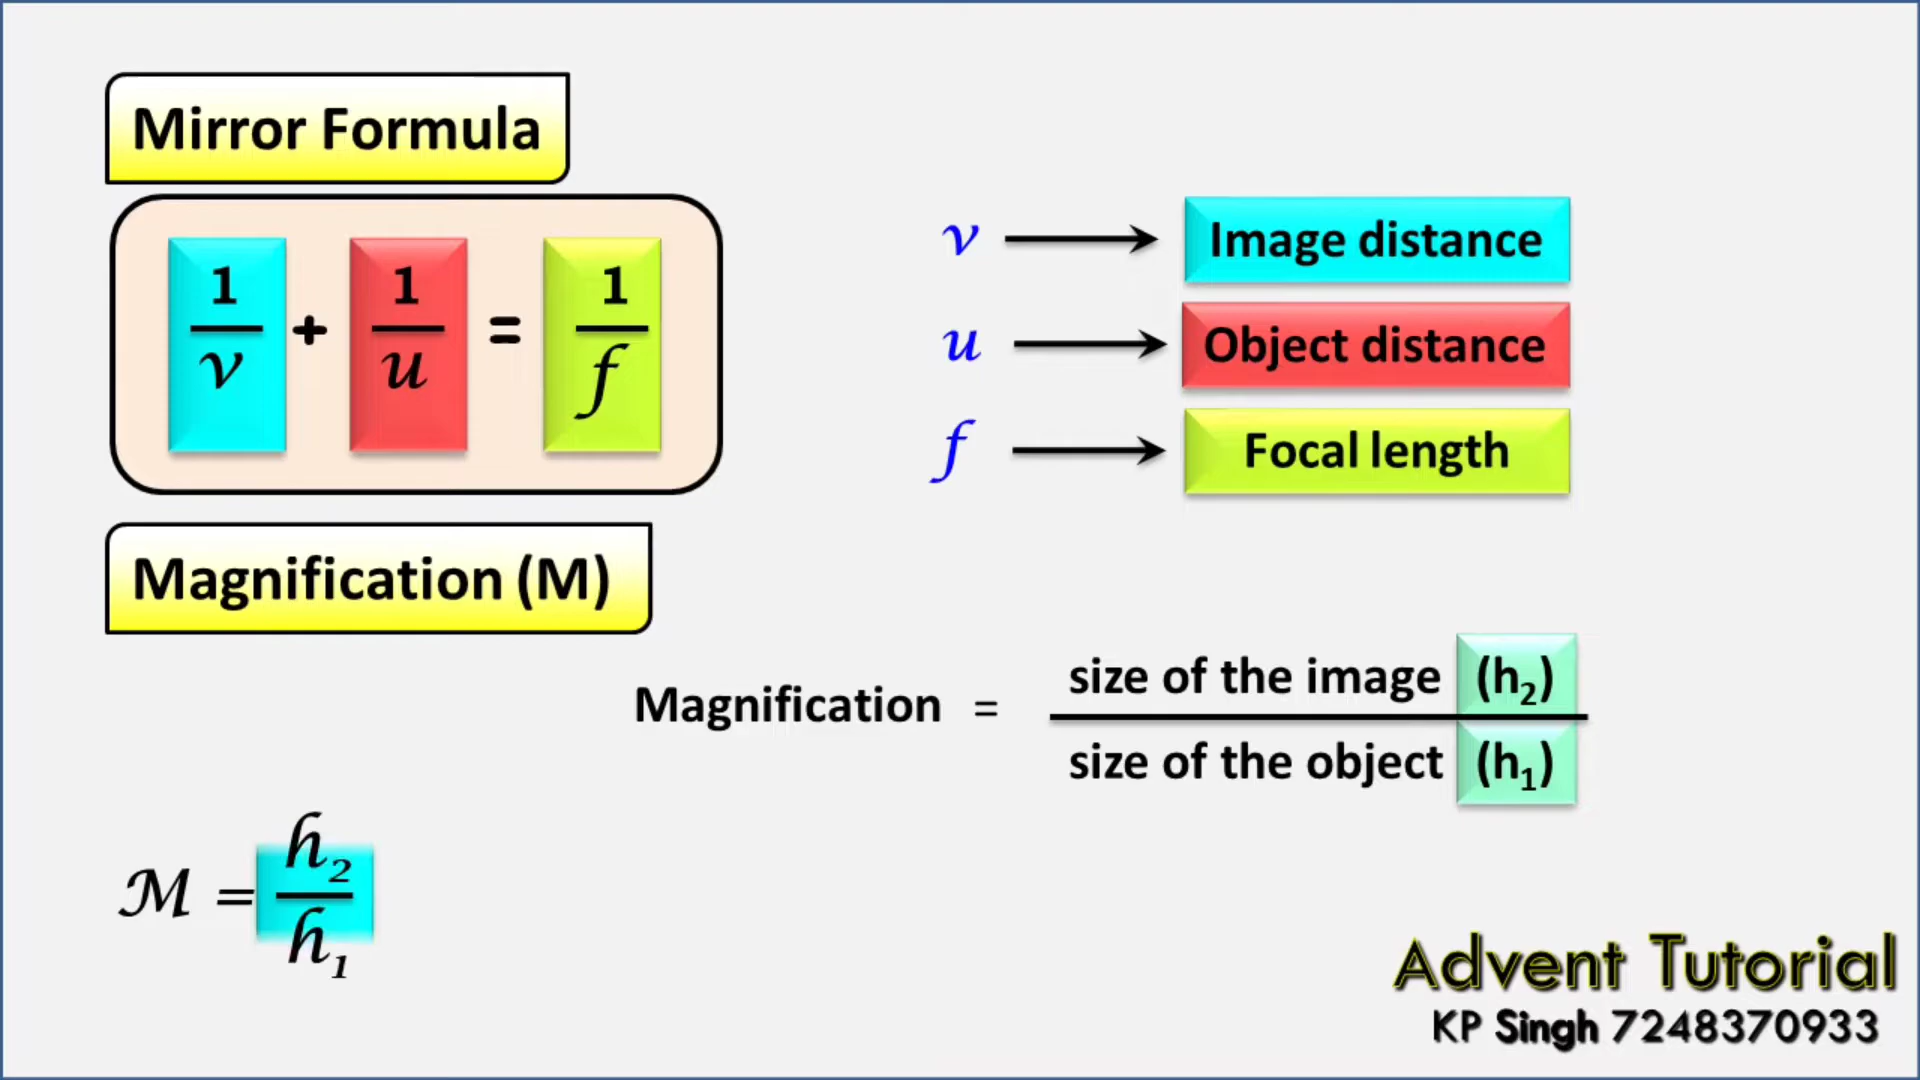 Mirror Formula
1/v + 1/u = 1/f
v → Image distance
u → Object distance
f → Focal length
Magnification (M)
Magnification = size of the image (h₂) / size of the object (h₁)
M = h₂/h₁
Advent Tutorial
KP Singh 7248370933